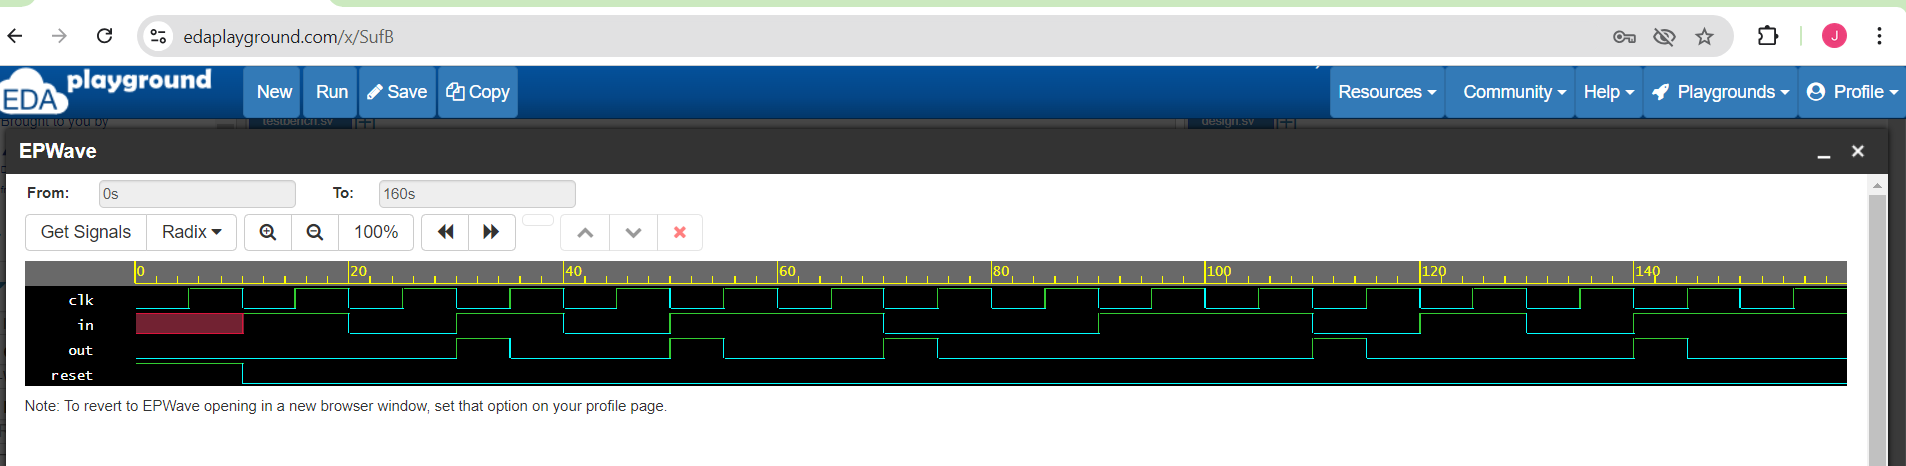 edaplayground.com/x/SufB
J
EDA playground New Run Save Copy Resources Community Help Playgrounds Profile
Brought to you by testbench.sv design.sv
EPWave
From: 0s To: 160s
Get Signals Radix 100%
0 20 40 60 80 100 120 140
clk
in
out
reset
Note: To revert to EPWave opening in a new browser window, set that option on your profile page.